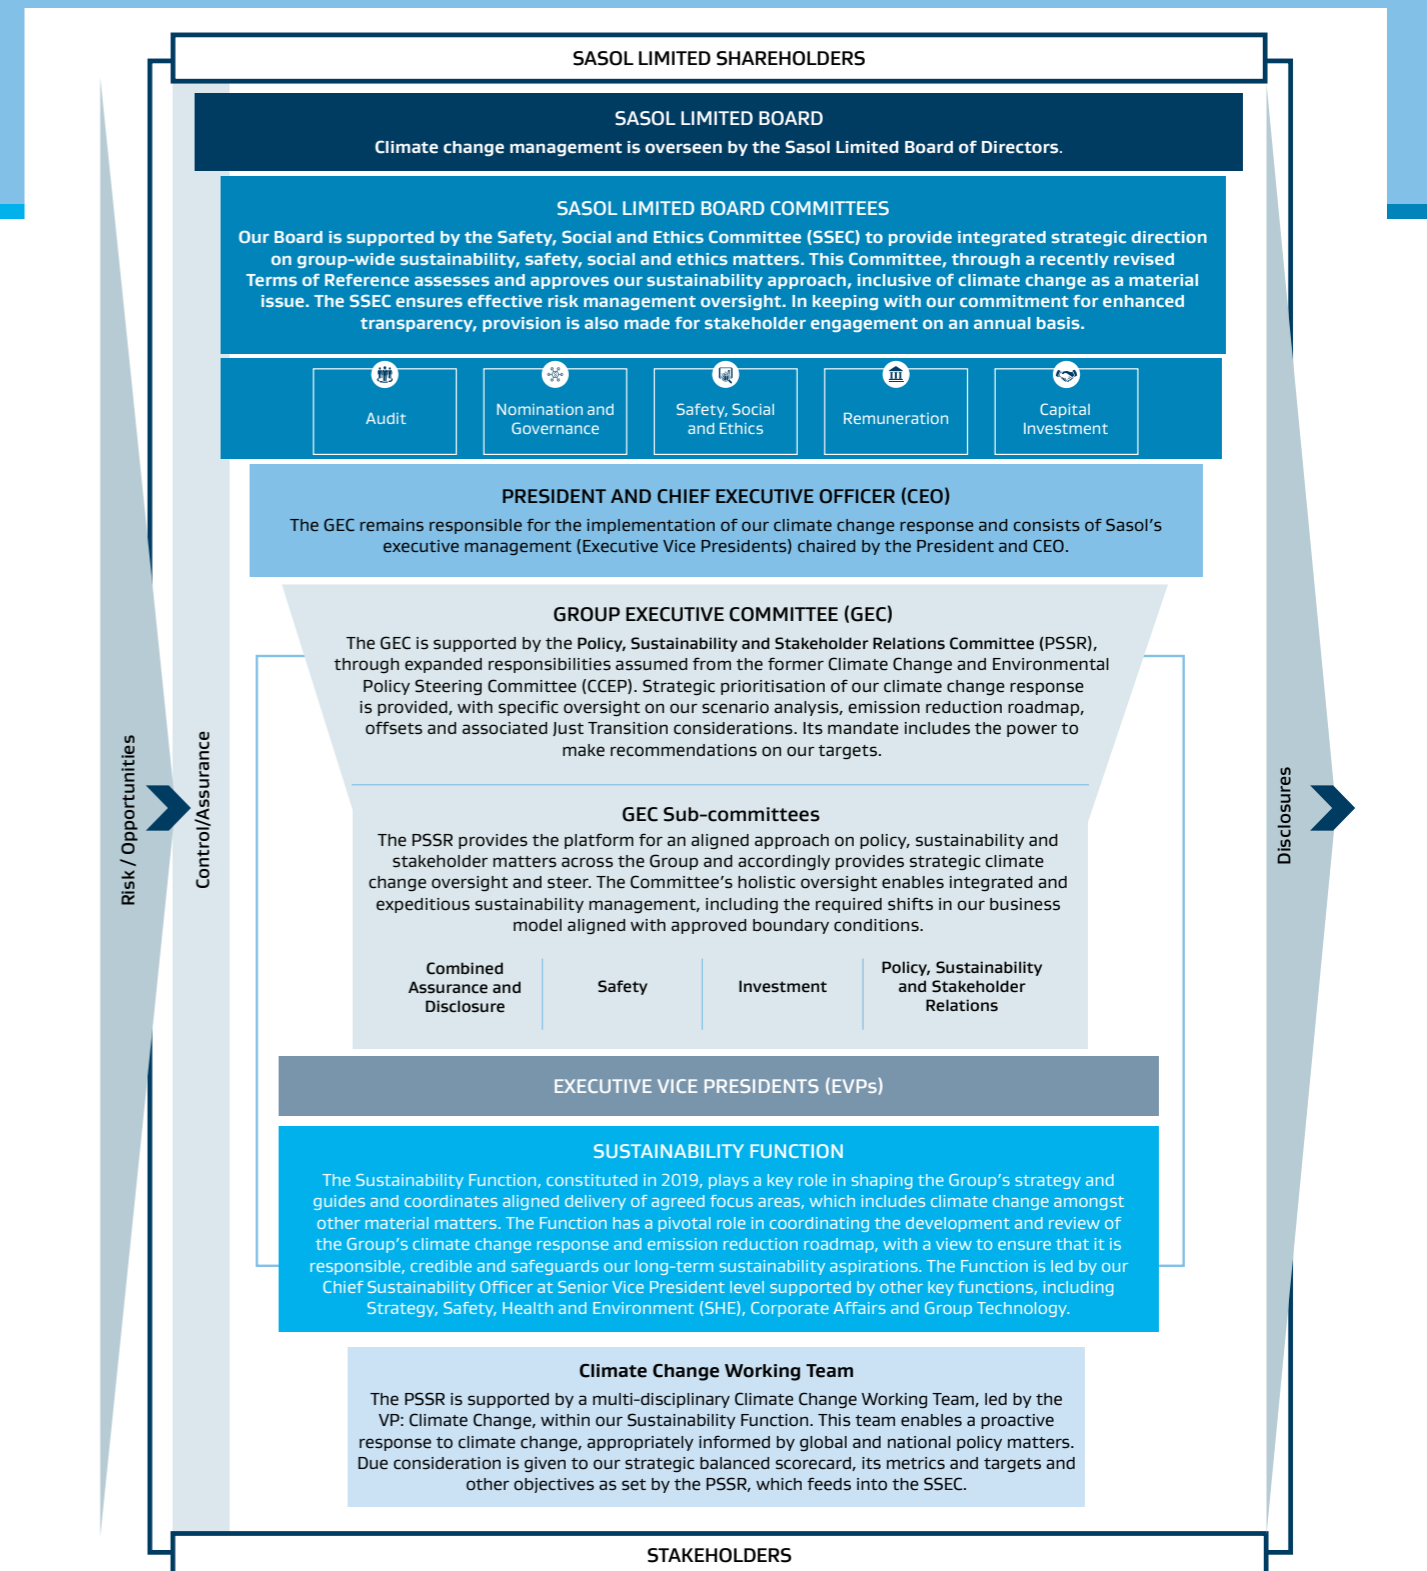 SASOL LIMITED SHAREHOLDERS
SASOL LIMITED BOARD
Climate change management is overseen by the Sasol Limited Board of Directors.
SASOL LIMITED BOARD COMMITTEES
Our Board is supported by the Safety, Social and Ethics Committee (SSEC) to provide integrated strategic direction
on group-wide sustainability, safety, social and ethics matters. This Committee, through a recently revised
Terms of Reference assesses and approves our sustainability approach, inclusive of climate change as a material
issue. The SSEC ensures effective risk management oversight. In keeping with our commitment for enhanced
transparency, provision is also made for stakeholder engagement on an annual basis.
Audit
Nomination and
Governance
Safety, Social
and Ethics
Remuneration
Capital
Investment
PRESIDENT AND CHIEF EXECUTIVE OFFICER (CEO)
The GEC remains responsible for the implementation of our climate change response and consists of Sasol's
executive management (Executive Vice Presidents) chaired by the President and CEO.
GROUP EXECUTIVE COMMITTEE (GEC)
The GEC is supported by the Policy, Sustainability and Stakeholder Relations Committee (PSSR),
through expanded responsibilities assumed from the former Climate Change and Environmental
Policy Steering Committee (CCEP). Strategic prioritisation of our climate change response
is provided, with specific oversight on our scenario analysis, emission reduction roadmap,
offsets and associated Just Transition considerations. Its mandate includes the power to
make recommendations on our targets.
GEC Sub-committees
The PSSR provides the platform for an aligned approach on policy, sustainability and
stakeholder matters across the Group and accordingly provides strategic climate
change oversight and steer. The Committee's holistic oversight enables integrated and
expeditious sustainability management, including the required shifts in our business
model aligned with approved boundary conditions.
Combined
Assurance and
Disclosure
Safety
Investment
Policy, Sustainability
and Stakeholder
Relations
EXECUTIVE VICE PRESIDENTS (EVPs)
SUSTAINABILITY FUNCTION
The Sustainability Function, constituted in 2019, plays a key role in shaping the Group's strategy and
guides and coordinates aligned delivery of agreed focus areas, which includes climate change amongst
other material matters. The Function has a pivotal role in coordinating the development and review of
the Group's climate change response and emission reduction roadmap, with a view to ensure that it is
responsible, credible and safeguards our long-term sustainability aspirations. The Function is led by our
Chief Sustainability Officer at Senior Vice President level supported by other key functions, including
Strategy, Safety, Health and Environment (SHE), Corporate Affairs and Group Technology.
Climate Change Working Team
The PSSR is supported by a multi-disciplinary Climate Change Working Team, led by the
VP: Climate Change, within our Sustainability Function. This team enables a proactive
response to climate change, appropriately informed by global and national policy matters.
Due consideration is given to our strategic balanced scorecard, its metrics and targets and
other objectives as set by the PSSR, which feeds into the SSEC.
STAKEHOLDERS
Risk / Opportunities
Control/Assurance
Disclosures